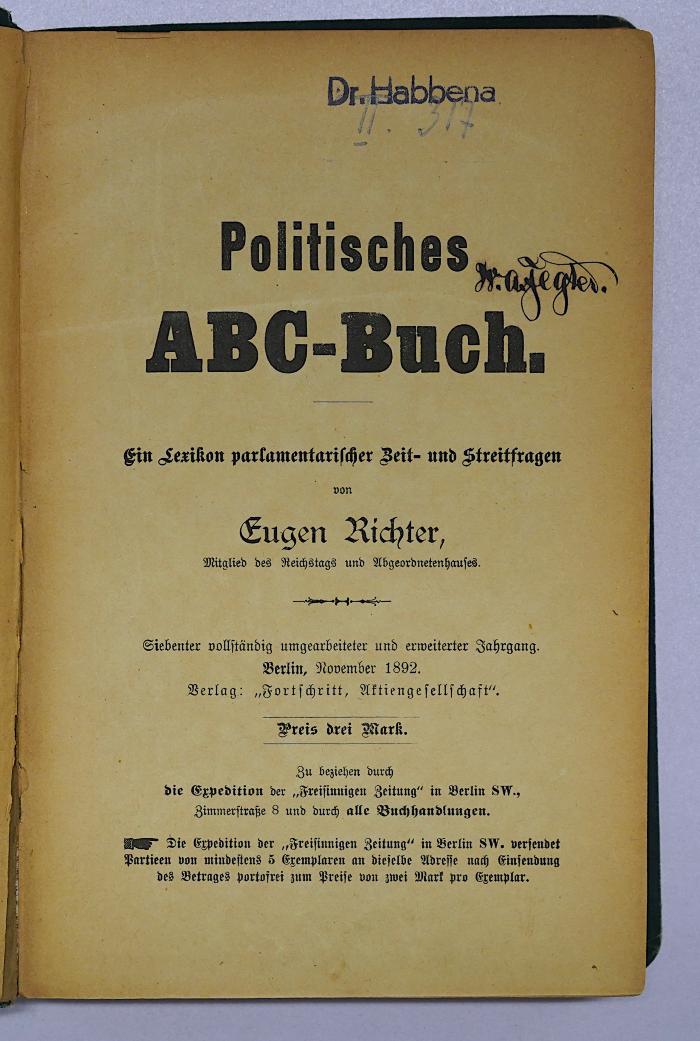 Dr. Habbena
II. 317
Politisches
ABC-Buch.
Ein Lexikon parlamentarischer Zeit- und Streitfragen
von
Eugen Richter,
Mitglied des Reichstags und Abgeordnetenhauses.
Siebenter vollständig umgearbeiteter und erweiterter Jahrgang.
Berlin, November 1892.
Verlag: „Fortschritt, Aktiengesellschaft“.
Preis drei Mark.
Zu beziehen durch
die Expedition der „Freisinnigen Zeitung“ in Berlin SW.,
Zimmerstraße 8 und durch alle Buchhandlungen.
Die Expedition der „Freisinnigen Zeitung“ in Berlin SW. versendet
Partieen von mindestens 5 Exemplaren an dieselbe Adresse nach Einsendung
des Betrages portofrei zum Preise von zwei Mark pro Exemplar.